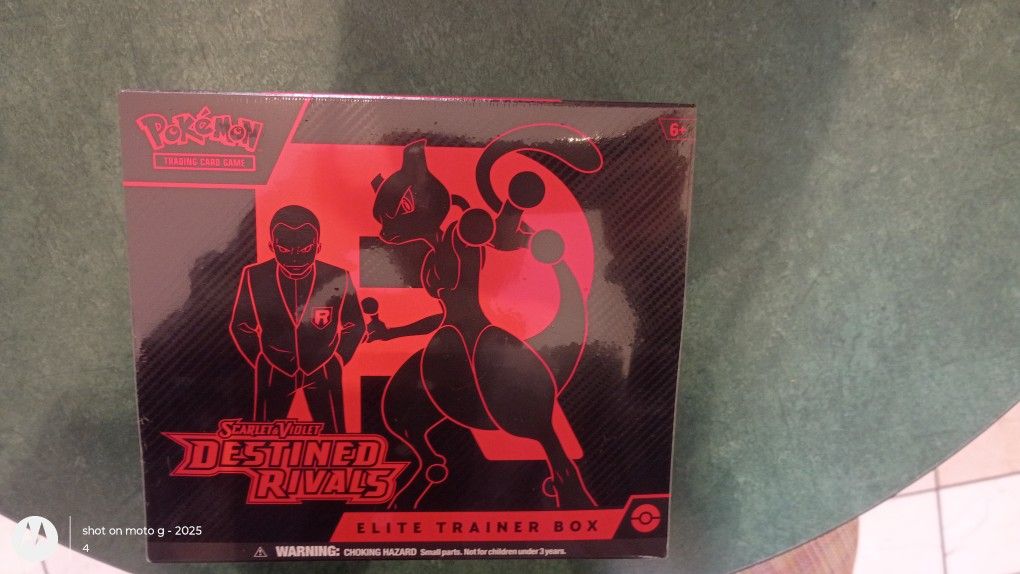 POKéMON
TRADING CARD GAME
6+
R
SCARLET & VIOLET
DESTINED
RIVALS
ELITE TRAINER BOX
⚠ WARNING: CHOKING HAZARD Small parts. Not for children under 3 years.
shot on moto g - 2025
4